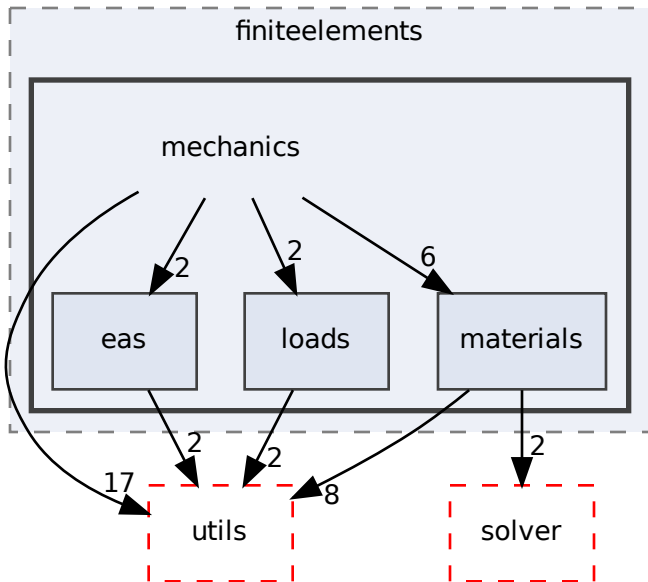 finiteelements
mechanics
2
2
6
eas
loads
materials
17
2
2
8
2
utils
solver